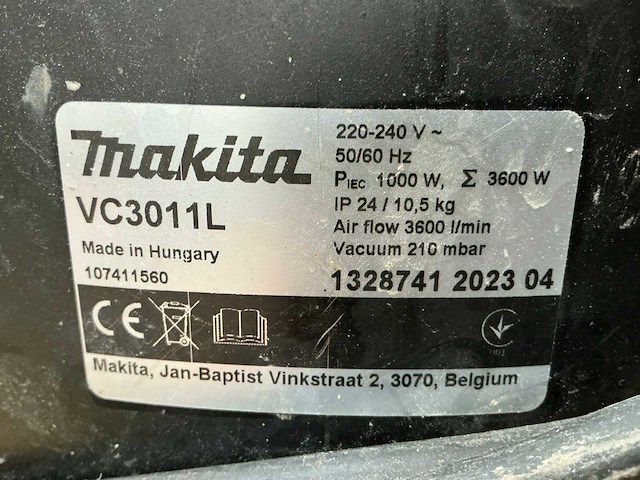 makita
VC3011L
Made in Hungary
107411560
220-240 V ~
50/60 Hz
PIEC 1000 W, Σ 3600 W
IP 24 / 10,5 kg
Air flow 3600 l/min
Vacuum 210 mbar
1328741 2023 04
CE
Makita, Jan-Baptist Vinkstraat 2, 3070, Belgium